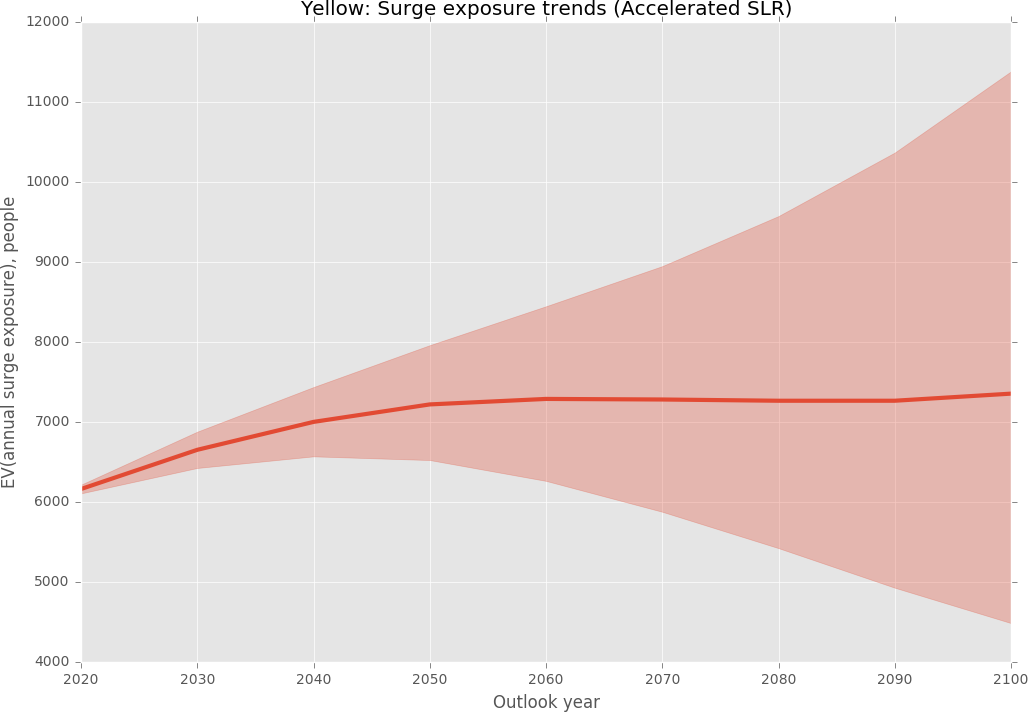 Yellow: Surge exposure trends (Accelerated SLR)
12000
11000
10000
9000
8000
7000
6000
5000
4000
EV(annual surge exposure), people
2020 2030 2040 2050 2060 2070 2080 2090 2100
Outlook year